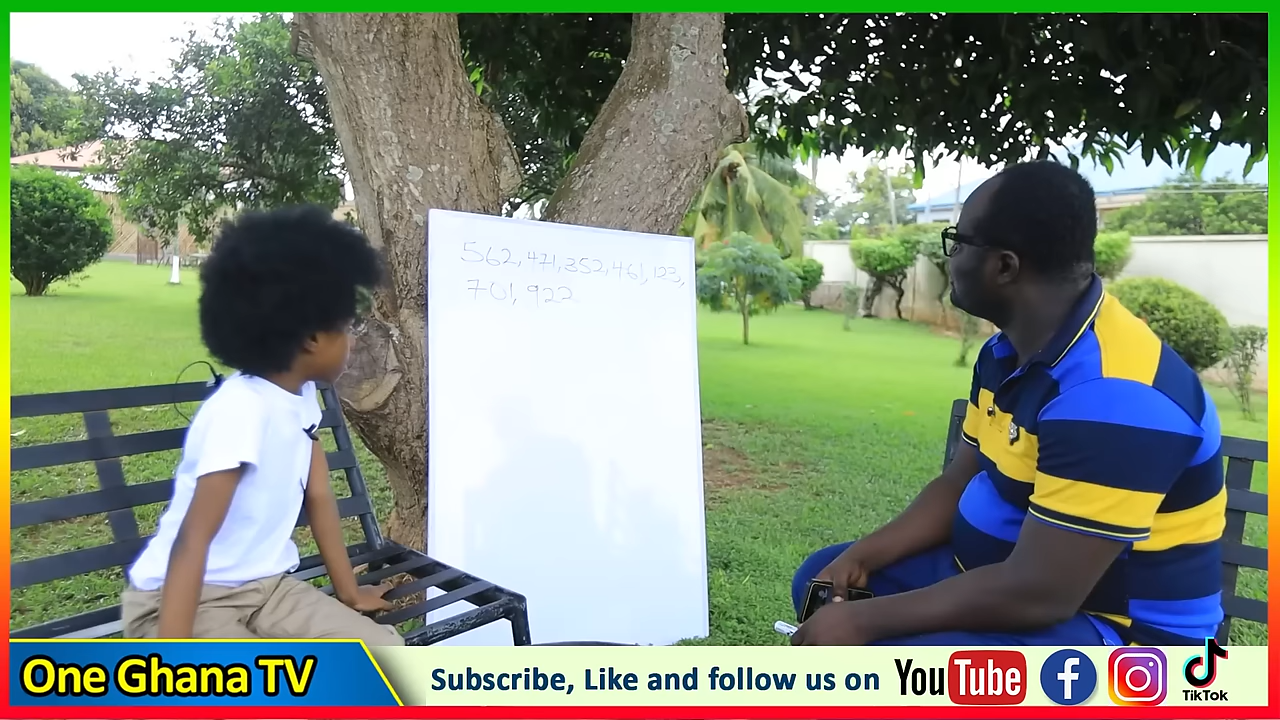 562,471,352,461,123,
701,922
One Ghana TV
Subscribe, Like and follow us on
YouTube
TikTok